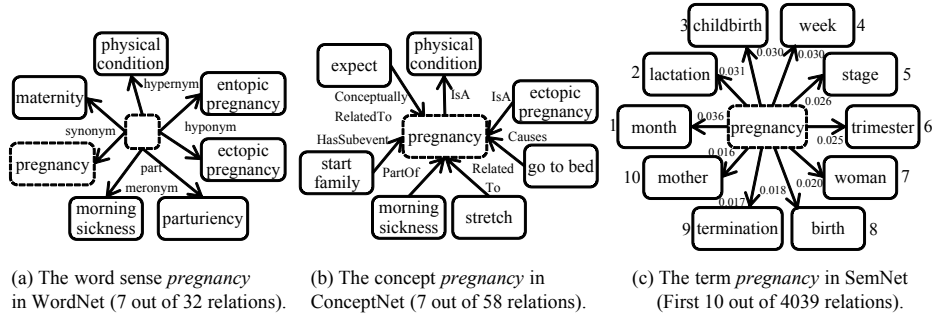 physical
condition
hypernym
entopic
pregnancy
maternity
synonym
hyponym
pregnancy
ectopic
pregnancy
part
meronym
morning
sickness
parturiency
(a) The word sense pregnancy
in WordNet (7 out of 32 relations).
expect
physical
condition
Conceptually
RelatedTo
IsA
IsA
ectopic
pregnancy
HasSubevent
pregnancy
Causes
start
family
PartOf
Related
To
go to bed
morning
sickness
stretch
(b) The concept pregnancy in
ConceptNet (7 out of 58 relations).
3 childbirth
week 4
0.030
0.030
2 lactation
0.031
stage 5
0.026
1 month
0.036
pregnancy
trimester 6
0.025
10 mother
0.016
woman 7
0.020
9 termination
0.017
birth 8
0.018
(c) The term pregnancy in SemNet
(First 10 out of 4039 relations).